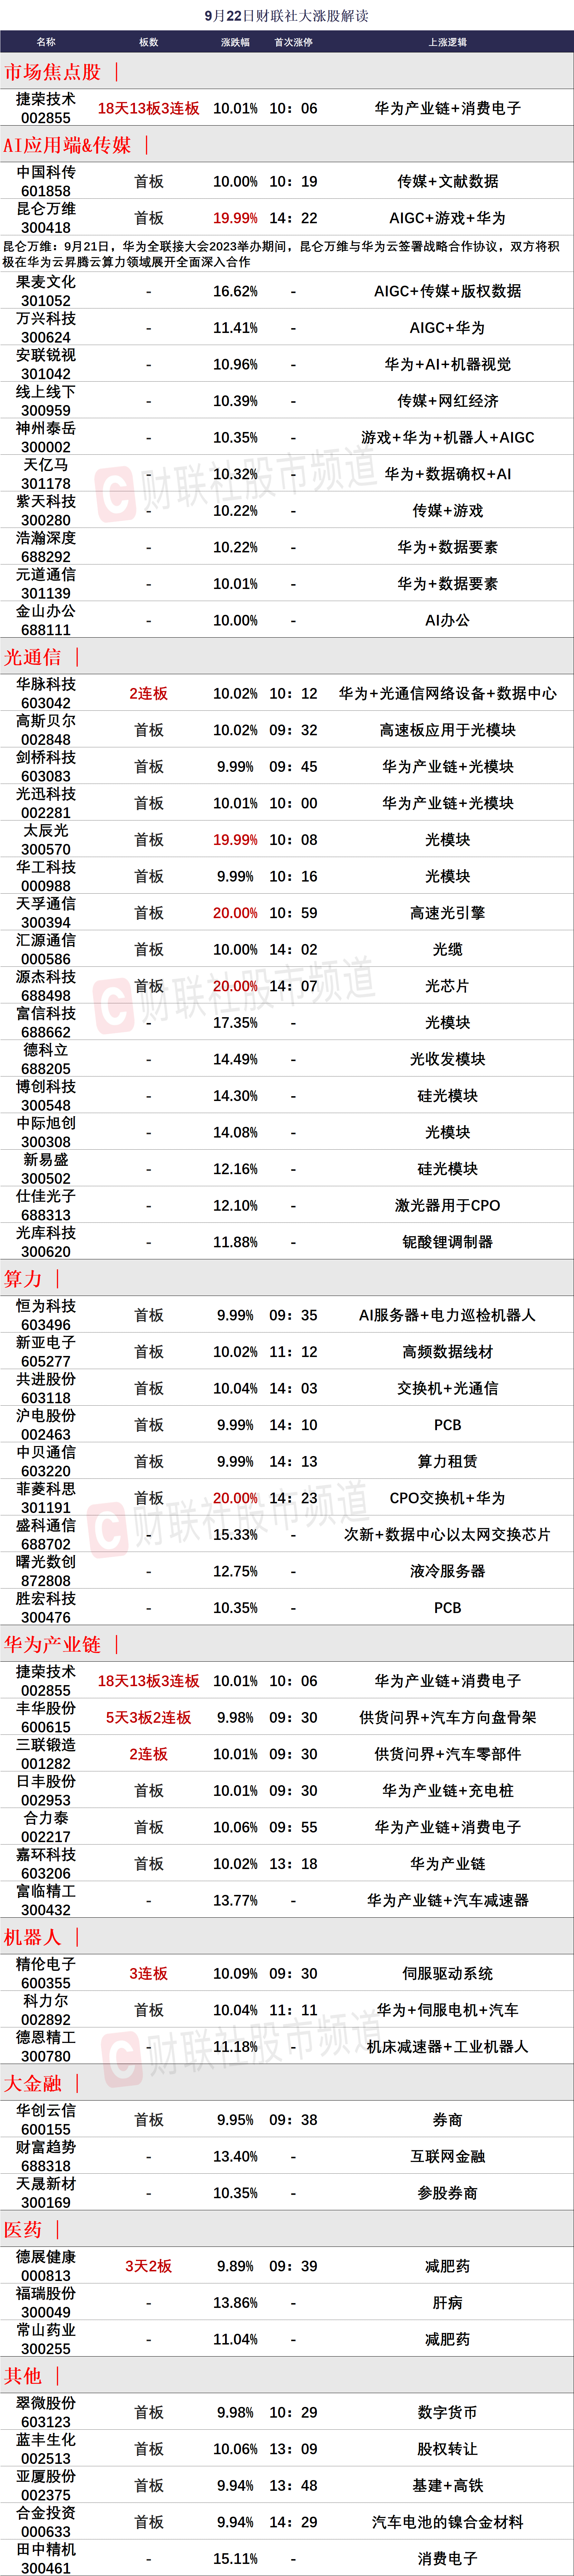 9月22日财联社大涨股解读
名称 板数 涨跌幅 首次涨停 上涨逻辑
市场焦点股 |
捷荣技术
002855 18天13板3连板 10.01% 10：06 华为产业链+消费电子
AI应用端&传媒 |
中国科传
601858 首板 10.00% 10：19 传媒+文献数据
昆仑万维
300418 首板 19.99% 14：22 AIGC+游戏+华为
昆仑万维：9月21日，华为全联接大会2023举办期间，昆仑万维与华为云签署战略合作协议，双方将积
极在华为云昇腾云算力领域展开全面深入合作
果麦文化
301052 - 16.62% - AIGC+传媒+版权数据
万兴科技
300624 - 11.41% - AIGC+华为
安联锐视
301042 - 10.96% - 华为+AI+机器视觉
线上线下
300959 - 10.39% - 传媒+网红经济
神州泰岳
300002 - 10.35% - 游戏+华为+机器人+AIGC
天亿马
301178 - 10.32% - 华为+数据确权+AI
紫天科技
300280 - 10.22% - 传媒+游戏
浩瀚深度
688292 - 10.22% - 华为+数据要素
元道通信
301139 - 10.01% - 华为+数据要素
金山办公
688111 - 10.00% - AI办公
光通信 |
华脉科技
603042 2连板 10.02% 10：12 华为+光通信网络设备+数据中心
高斯贝尔
002848 首板 10.02% 09：32 高速板应用于光模块
剑桥科技
603083 首板 9.99% 09：45 华为产业链+光模块
光迅科技
002281 首板 10.01% 10：00 华为产业链+光模块
太辰光
300570 首板 19.99% 10：08 光模块
华工科技
000988 首板 9.99% 10：16 光模块
天孚通信
300394 首板 20.00% 10：59 高速光引擎
汇源通信
000586 首板 10.00% 14：02 光缆
源杰科技
688498 首板 20.00% 14：07 光芯片
富信科技
688662 - 17.35% - 光模块
德科立
688205 - 14.49% - 光收发模块
博创科技
300548 - 14.30% - 硅光模块
中际旭创
300308 - 14.08% - 光模块
新易盛
300502 - 12.16% - 硅光模块
仕佳光子
688313 - 12.10% - 激光器用于CPO
光库科技
300620 - 11.88% - 铌酸锂调制器
算力 |
恒为科技
603496 首板 9.99% 09：35 AI服务器+电力巡检机器人
新亚电子
605277 首板 10.02% 11：12 高频数据线材
共进股份
603118 首板 10.04% 14：03 交换机+光通信
沪电股份
002463 首板 9.99% 14：10 PCB
中贝通信
603220 首板 9.99% 14：13 算力租赁
菲菱科思
301191 首板 20.00% 14：23 CPO交换机+华为
盛科通信
688702 - 15.33% - 次新+数据中心以太网交换芯片
曙光数创
872808 - 12.75% - 液冷服务器
胜宏科技
300476 - 10.35% - PCB
华为产业链 |
捷荣技术
002855 18天13板3连板 10.01% 10：06 华为产业链+消费电子
丰华股份
600615 5天3板2连板 9.98% 09：30 供货问界+汽车方向盘骨架
三联锻造
001282 2连板 10.01% 09：30 供货问界+汽车零部件
日丰股份
002953 首板 10.01% 09：30 华为产业链+充电桩
合力泰
002217 首板 10.06% 09：55 华为产业链+消费电子
嘉环科技
603206 首板 10.02% 13：18 华为产业链
富临精工
300432 - 13.77% - 华为产业链+汽车减速器
机器人 |
精伦电子
600355 3连板 10.09% 09：30 伺服驱动系统
科力尔
002892 首板 10.04% 11：11 华为+伺服电机+汽车
德恩精工
300780 - 11.18% - 机床减速器+工业机器人
大金融 |
华创云信
600155 首板 9.95% 09：38 券商
财富趋势
688318 - 13.40% - 互联网金融
天晟新材
300169 - 10.35% - 参股券商
医药 |
德展健康
000813 3天2板 9.89% 09：39 减肥药
福瑞股份
300049 - 13.86% - 肝病
常山药业
300255 - 11.04% - 减肥药
其他 |
翠微股份
603123 首板 9.98% 10：29 数字货币
蓝丰生化
002513 首板 10.06% 13：09 股权转让
亚厦股份
002375 首板 9.94% 13：48 基建+高铁
合金投资
000633 首板 9.94% 14：29 汽车电池的镍合金材料
田中精机
300461 - 15.11% - 消费电子
财联社股市频道
财联社股市频道
财联社股市频道
财联社股市频道